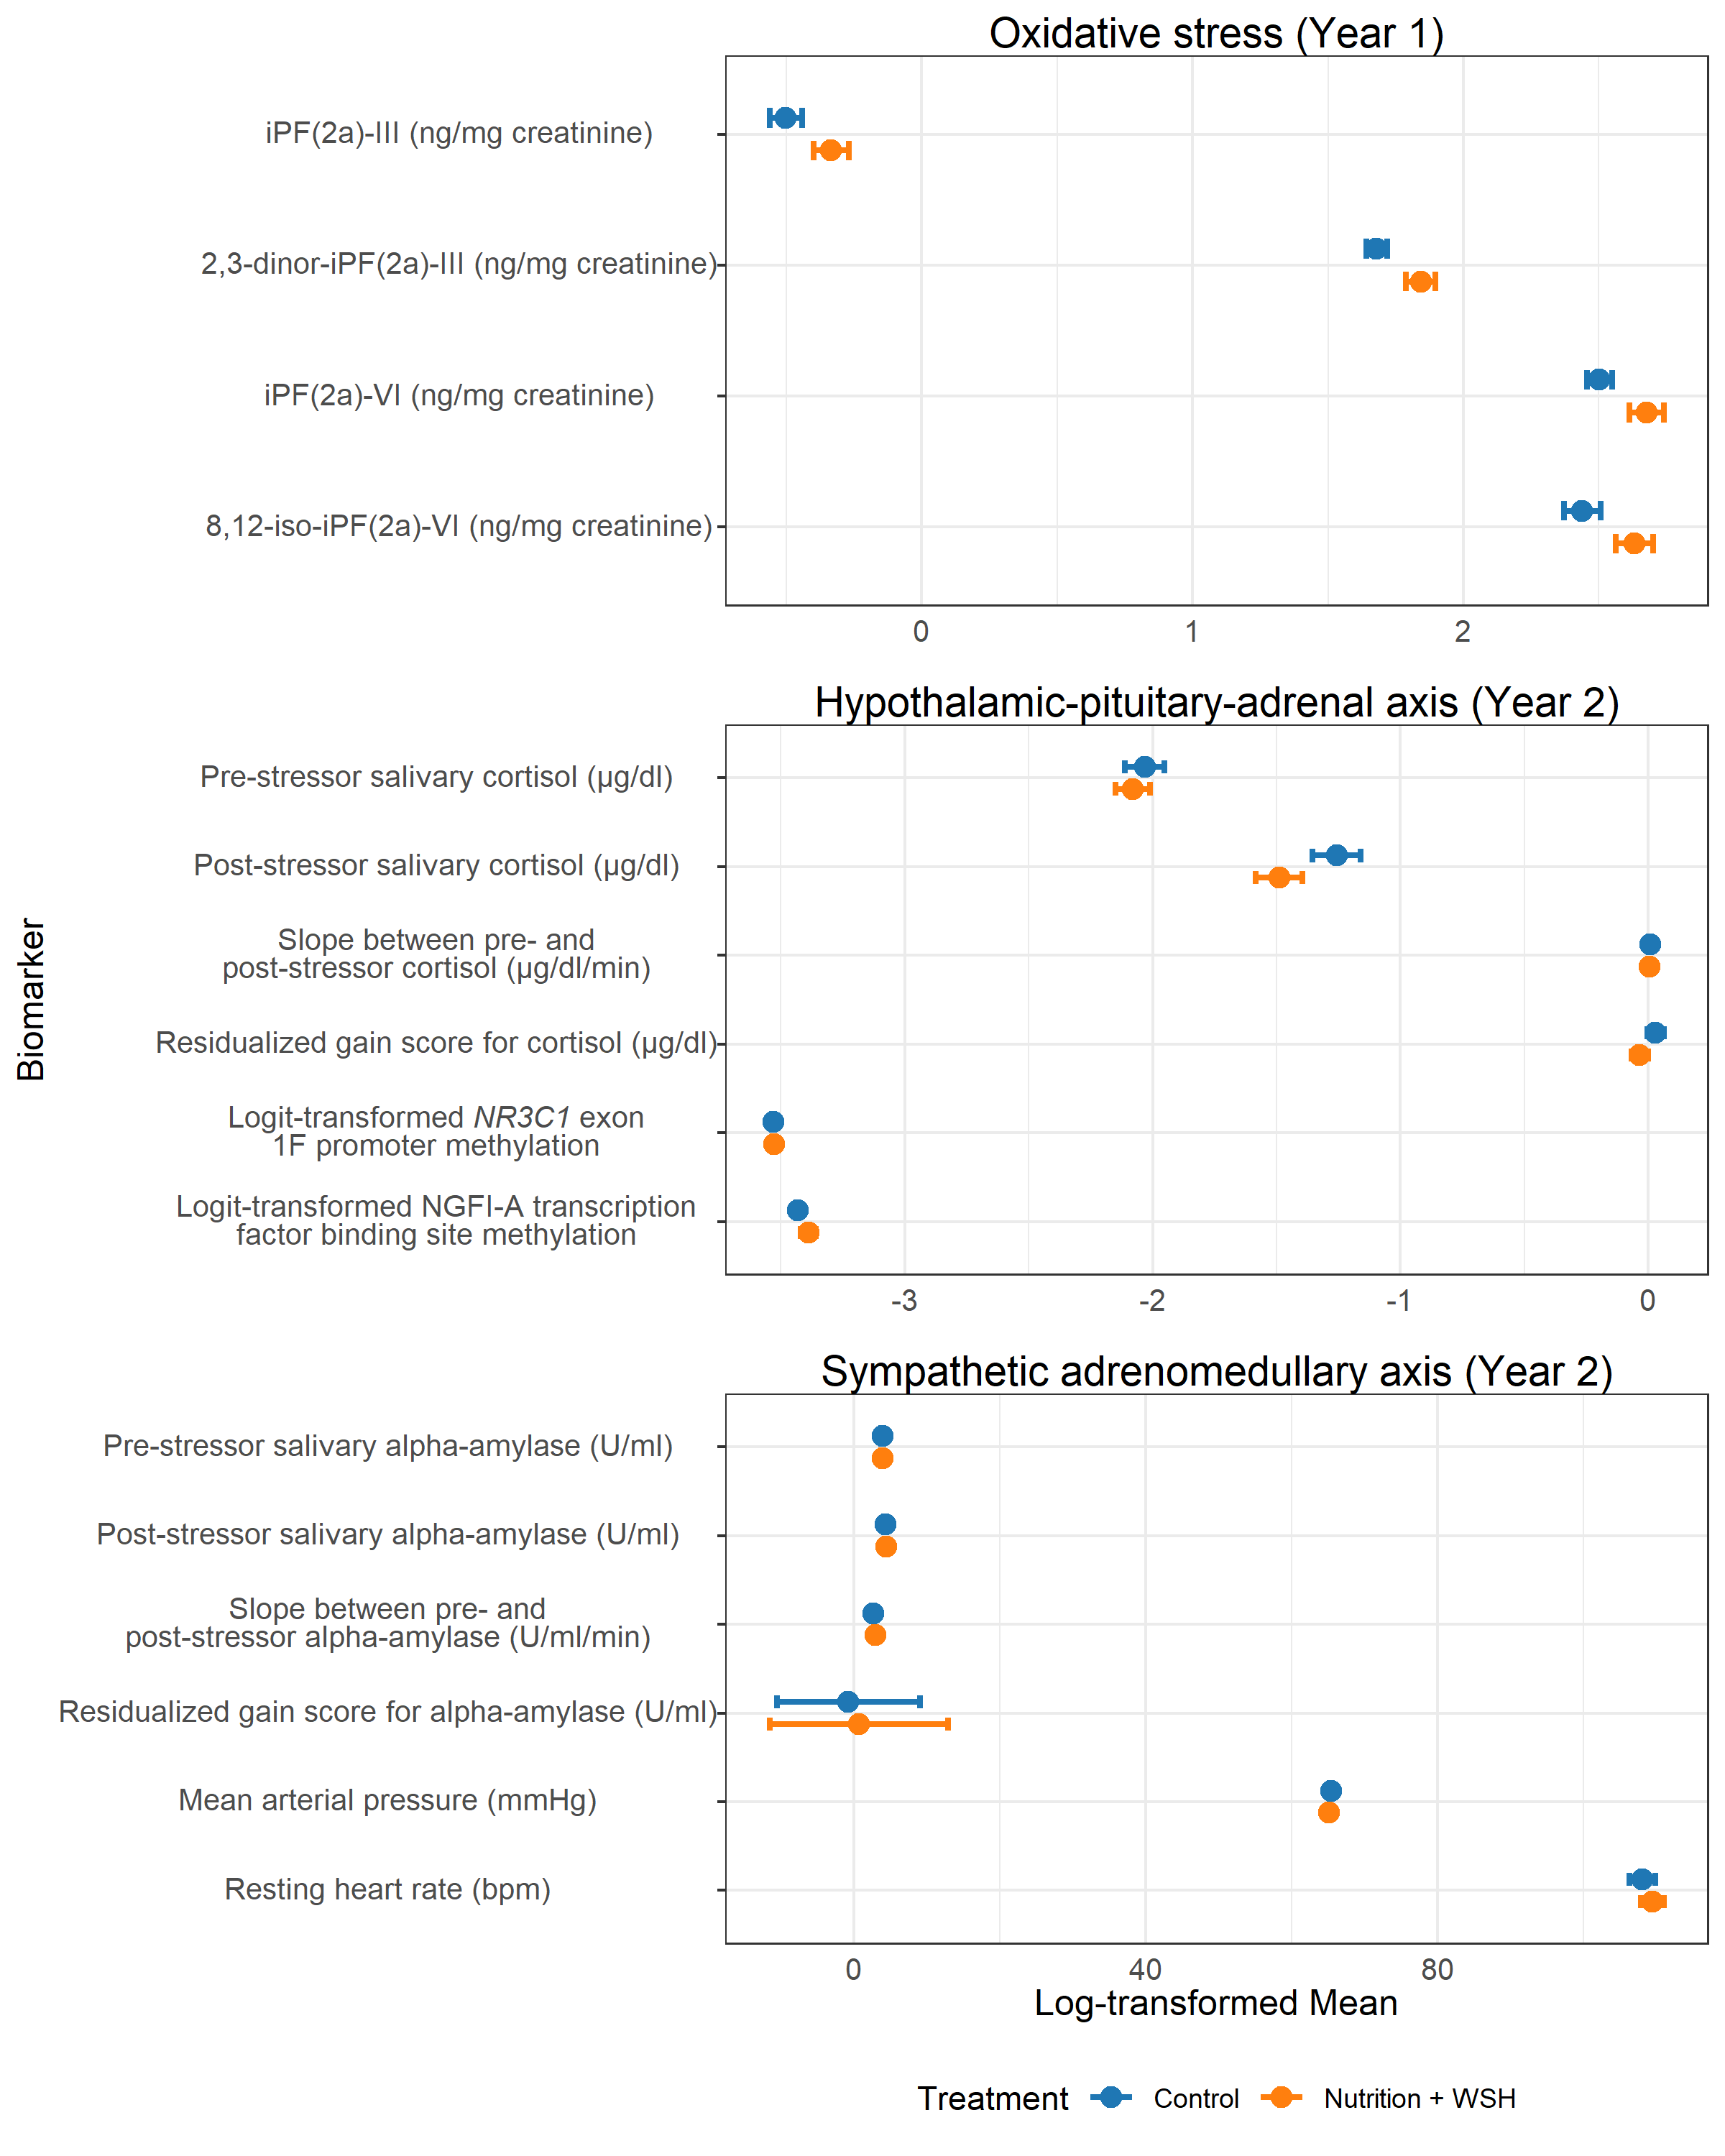 Oxidative stress (Year 1)
iPF(2a)-III (ng/mg creatinine)
2,3-dinor-iPF(2a)-III (ng/mg creatinine)
iPF(2a)-VI (ng/mg creatinine)
8,12-iso-iPF(2a)-VI (ng/mg creatinine)
0 1 2
Hypothalamic-pituitary-adrenal axis (Year 2)
Biomarker
Pre-stressor salivary cortisol (μg/dl)
Post-stressor salivary cortisol (μg/dl)
Slope between pre- and
post-stressor cortisol (μg/dl/min)
Residualized gain score for cortisol (μg/dl)
Logit-transformed NR3C1 exon
1F promoter methylation
Logit-transformed NGFI-A transcription
factor binding site methylation
-3 -2 -1 0
Sympathetic adrenomedullary axis (Year 2)
Pre-stressor salivary alpha-amylase (U/ml)
Post-stressor salivary alpha-amylase (U/ml)
Slope between pre- and
post-stressor alpha-amylase (U/ml/min)
Residualized gain score for alpha-amylase (U/ml)
Mean arterial pressure (mmHg)
Resting heart rate (bpm)
0 40 80
Log-transformed Mean
Treatment Control Nutrition + WSH